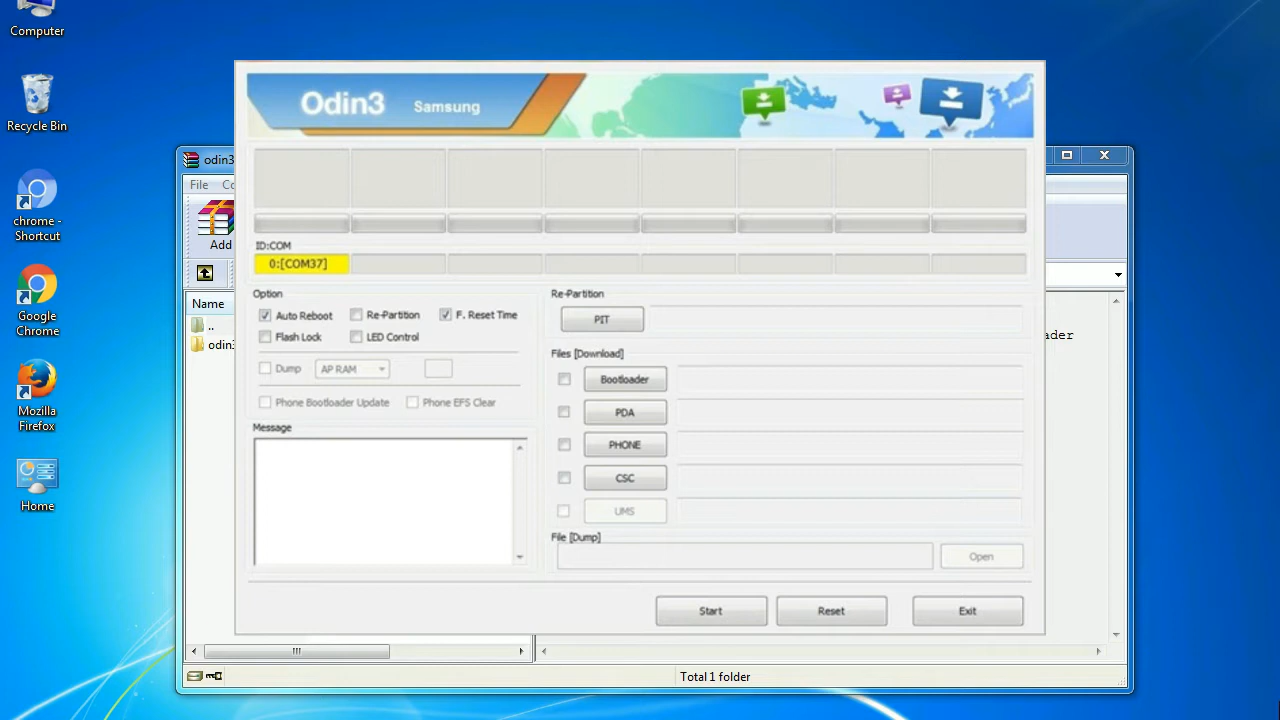 Computer
Recycle Bin
chrome -
Shortcut
Google
Chrome
Mozilla
Firefox
Home
odin3
File
Add
Name
..
odin3
Total 1 folder
Odin3 Samsung
ID:COM
0:[COM37]
Option
Auto Reboot Re-Partition F. Reset Time
Flash Lock LED Control
Dump AP RAM
Phone Bootloader Update Phone EFS Clear
Message
Re-Partition
PIT
Files [Download]
Bootloader
PDA
PHONE
CSC
UMS
File [Dump]
Open
Start Reset Exit